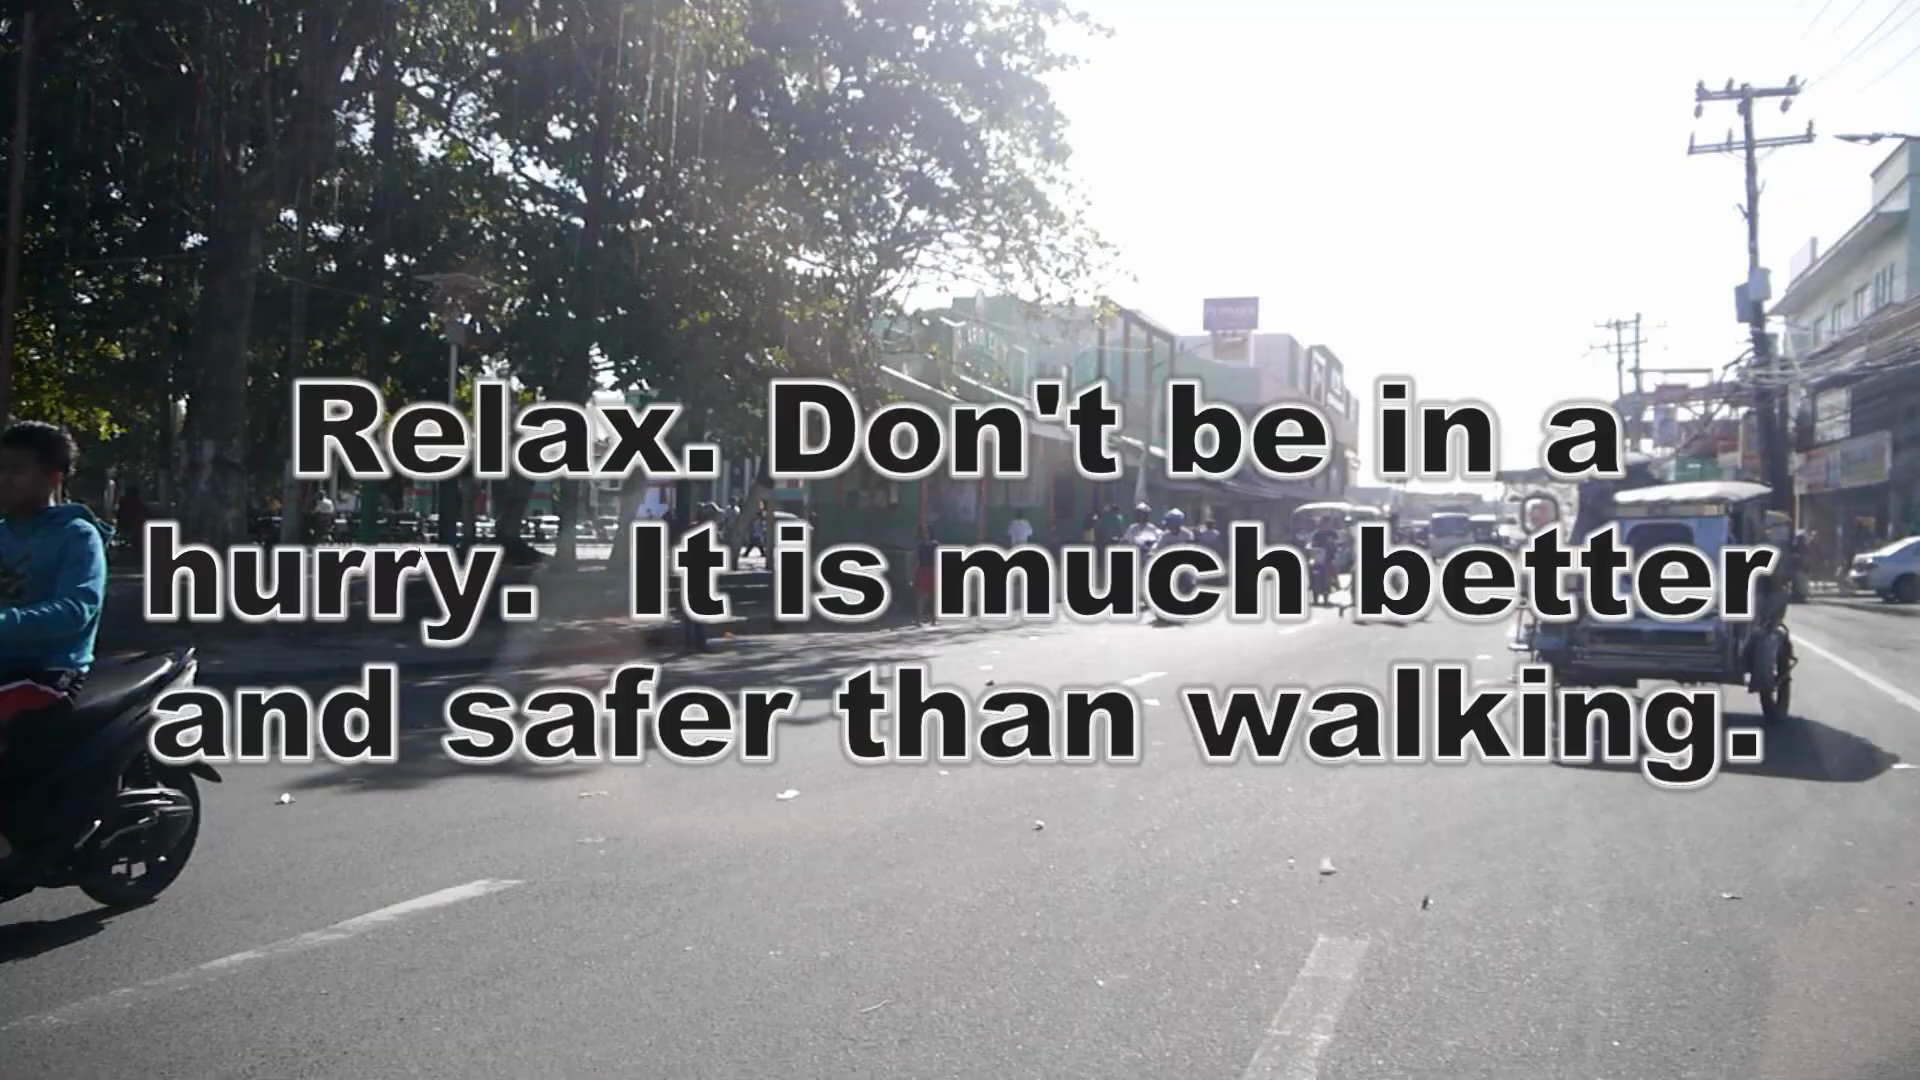 Relax. Don't be in a
hurry.  It is much better
and safer than walking.